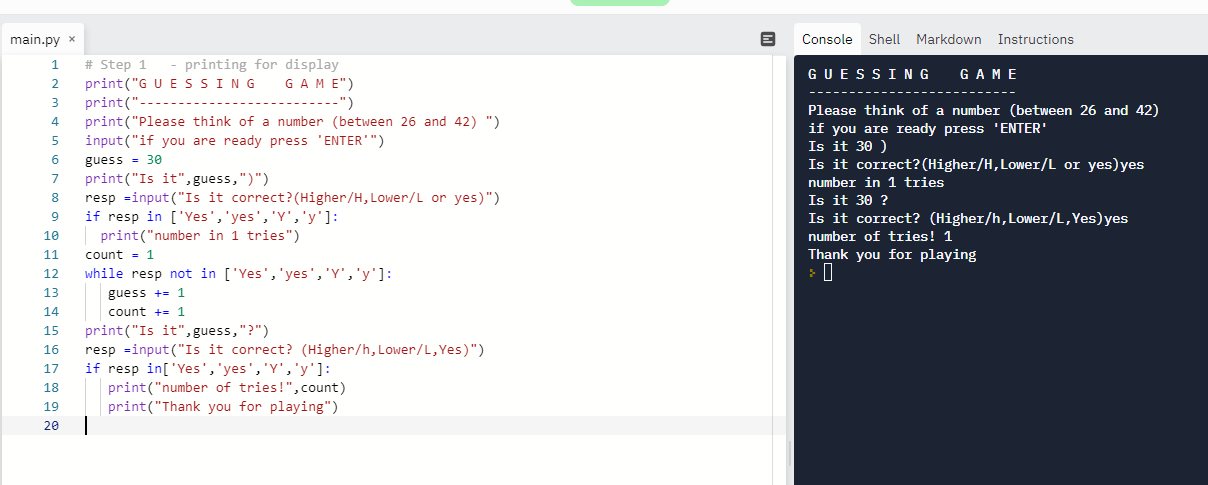 main.py ×
1 # Step 1   - printing for display
2 print("G U E S S I N G    G A M E")
3 print("-------------------------")
4 print("Please think of a number (between 26 and 42) ")
5 input("if you are ready press 'ENTER'")
6 guess = 30
7 print("Is it",guess,")")
8 resp =input("Is it correct?(Higher/H,Lower/L or yes)")
9 if resp in ['Yes','yes','Y','y']:
10   print("number in 1 tries")
11 count = 1
12 while resp not in ['Yes','yes','Y','y']:
13    guess += 1
14    count += 1
15 print("Is it",guess,"?")
16 resp =input("Is it correct? (Higher/h,Lower/L,Yes)")
17 if resp in['Yes','yes','Y','y']:
18    print("number of tries!",count)
19    print("Thank you for playing")
20
Console Shell Markdown Instructions
G U E S S I N G    G A M E
--------------------------
Please think of a number (between 26 and 42)
if you are ready press 'ENTER'
Is it 30 )
Is it correct?(Higher/H,Lower/L or yes)yes
number in 1 tries
Is it 30 ?
Is it correct? (Higher/h,Lower/L,Yes)yes
number of tries! 1
Thank you for playing